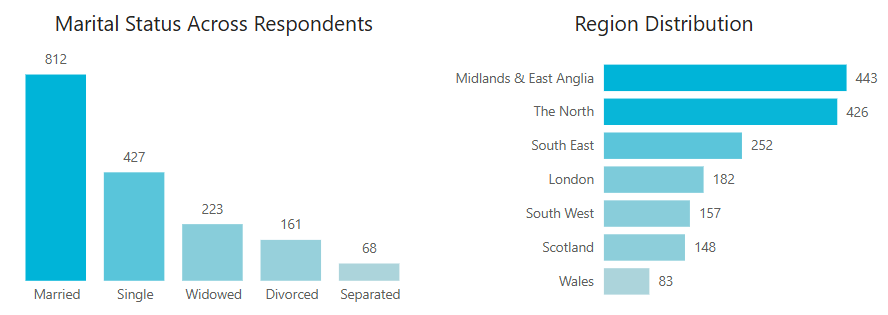 Marital Status Across Respondents
812
427
223
161
68
Married Single Widowed Divorced Separated
Region Distribution
Midlands & East Anglia 443
The North 426
South East 252
London 182
South West 157
Scotland 148
Wales 83